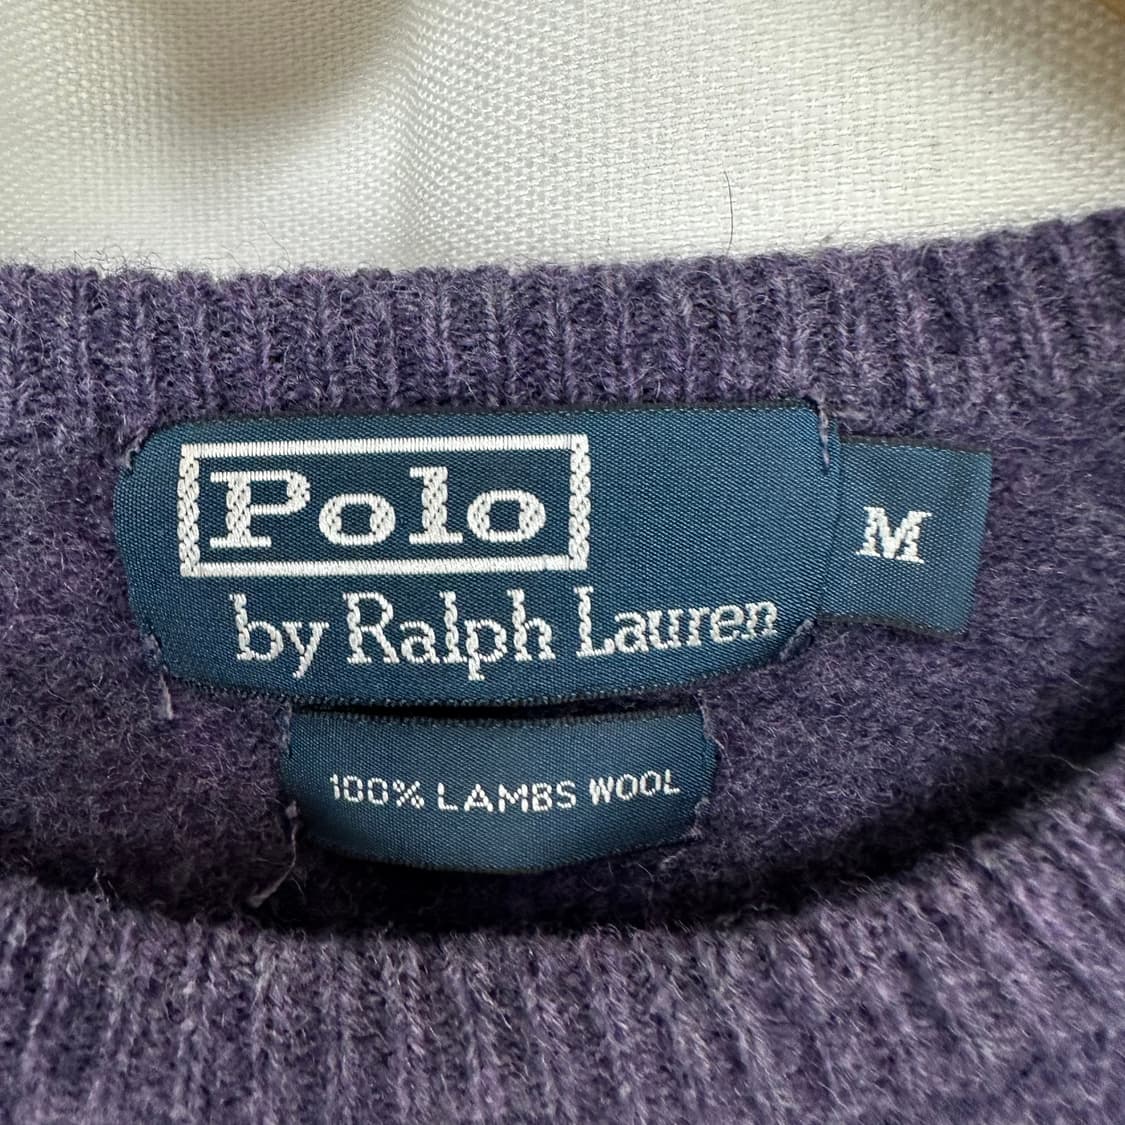 Polo
by Ralph Lauren
M
100% LAMBS WOOL